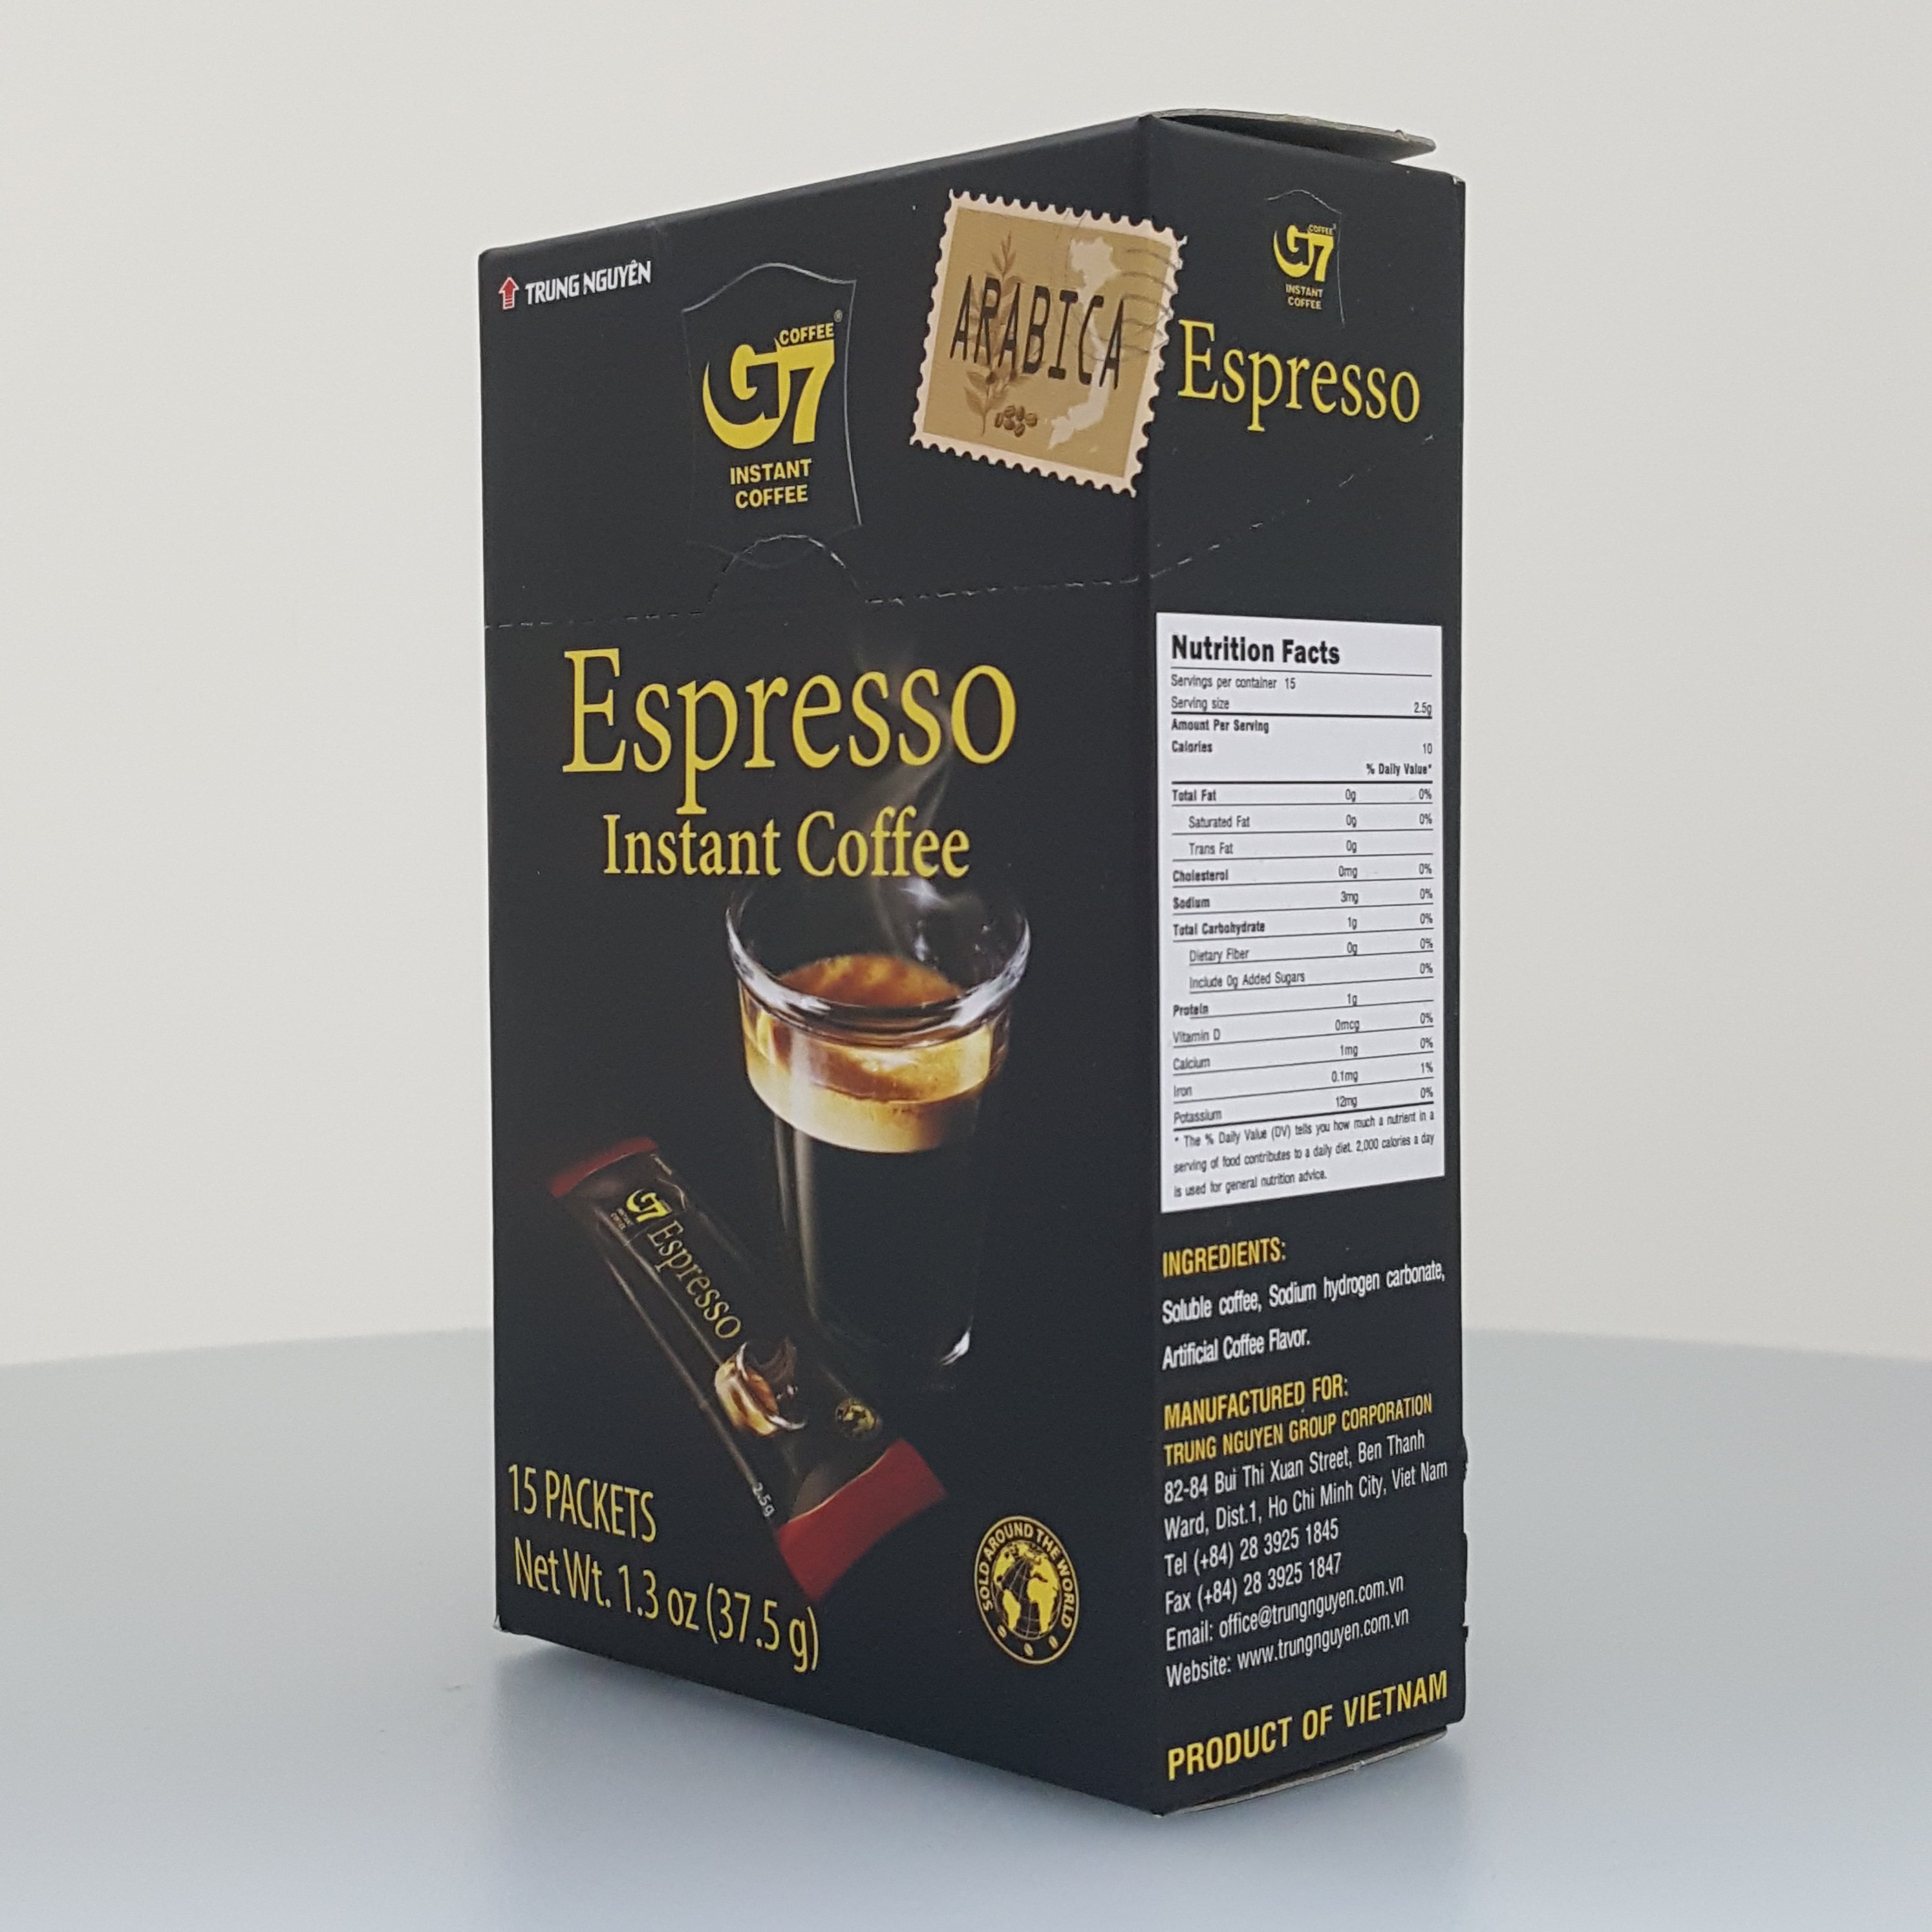 TRUNG NGUYÊN
COFFEE®
G7
INSTANT
COFFEE
ARABICA
Espresso
Instant Coffee
G7
INSTANT
COFFEE
Espresso
2.5g
15 PACKETS
Net Wt. 1.3 oz (37.5 g)
SOLD AROUND THE WORLD
COFFEE
G7
INSTANT
COFFEE
Espresso
Nutrition Facts
Servings per container 15
Serving size 2.5g
Amount Per Serving
Calories 10
% Daily Value*
Total Fat 0g 0%
Saturated Fat 0g 0%
Trans Fat 0g
Cholesterol 0mg 0%
Sodium 3mg 0%
Total Carbohydrate 1g 0%
Dietary Fiber 0g 0%
Include 0g Added Sugars 0%
Protein 1g
Vitamin D 0mcg 0%
Calcium 1mg 0%
Iron 0.1mg 1%
Potassium 12mg 0%
* The % Daily Value (DV) tells you how much a nutrient in a
serving of food contributes to a daily diet. 2,000 calories a day
is used for general nutrition advice.
INGREDIENTS:
Soluble coffee, Sodium hydrogen carbonate,
Artificial Coffee Flavor.
MANUFACTURED FOR:
TRUNG NGUYEN GROUP CORPORATION
82-84 Bui Thi Xuan Street, Ben Thanh
Ward, Dist.1, Ho Chi Minh City, Viet Nam
Tel (+84) 28 3925 1845
Fax (+84) 28 3925 1847
Email: office@trungnguyen.com.vn
Website: www.trungnguyen.com.vn
PRODUCT OF VIETNAM